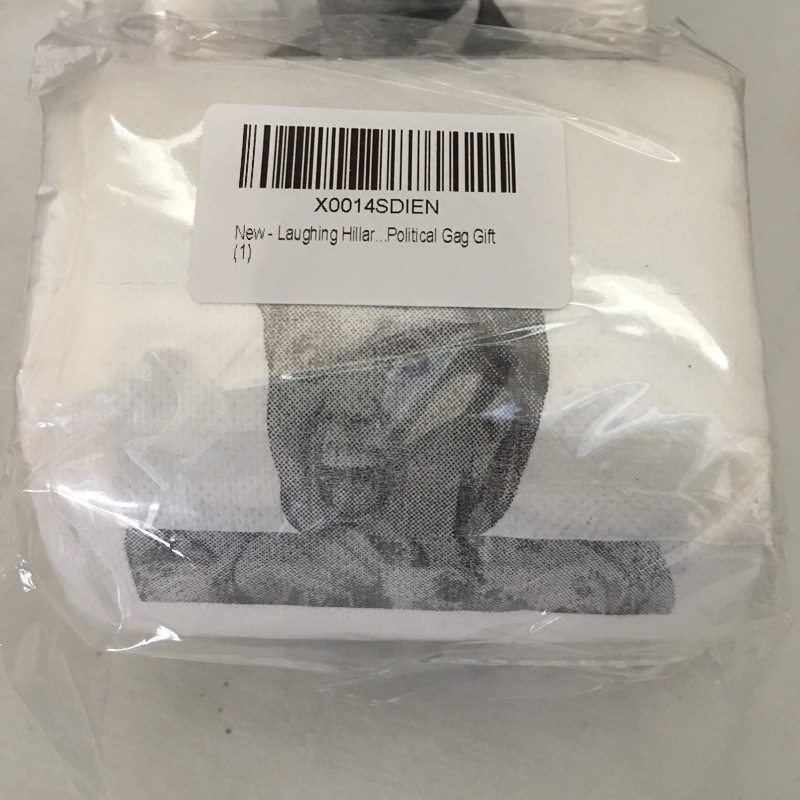 X0014SDIEN
New - Laughing Hillar...Political Gag Gift
(1)